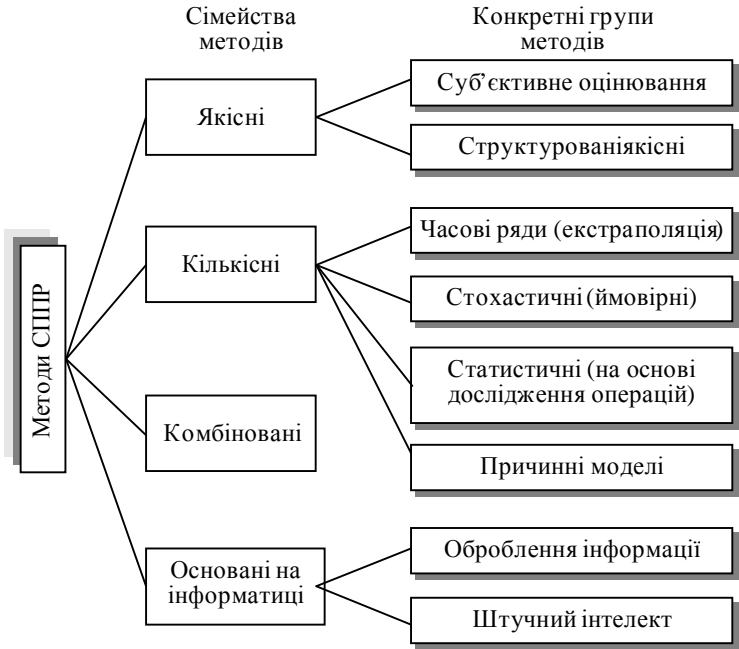 Сімейства
методів
Конкретні групи
методів
Методи СППР
Якісні
Суб’єктивне оцінювання
Структурованіякісні
Кількісні
Часові ряди (екстраполяція)
Стохастичні (ймовірні)
Статистичні (на основі
дослідження операцій)
Причинні моделі
Комбіновані
Основані на
інформатиці
Оброблення інформації
Штучний інтелект